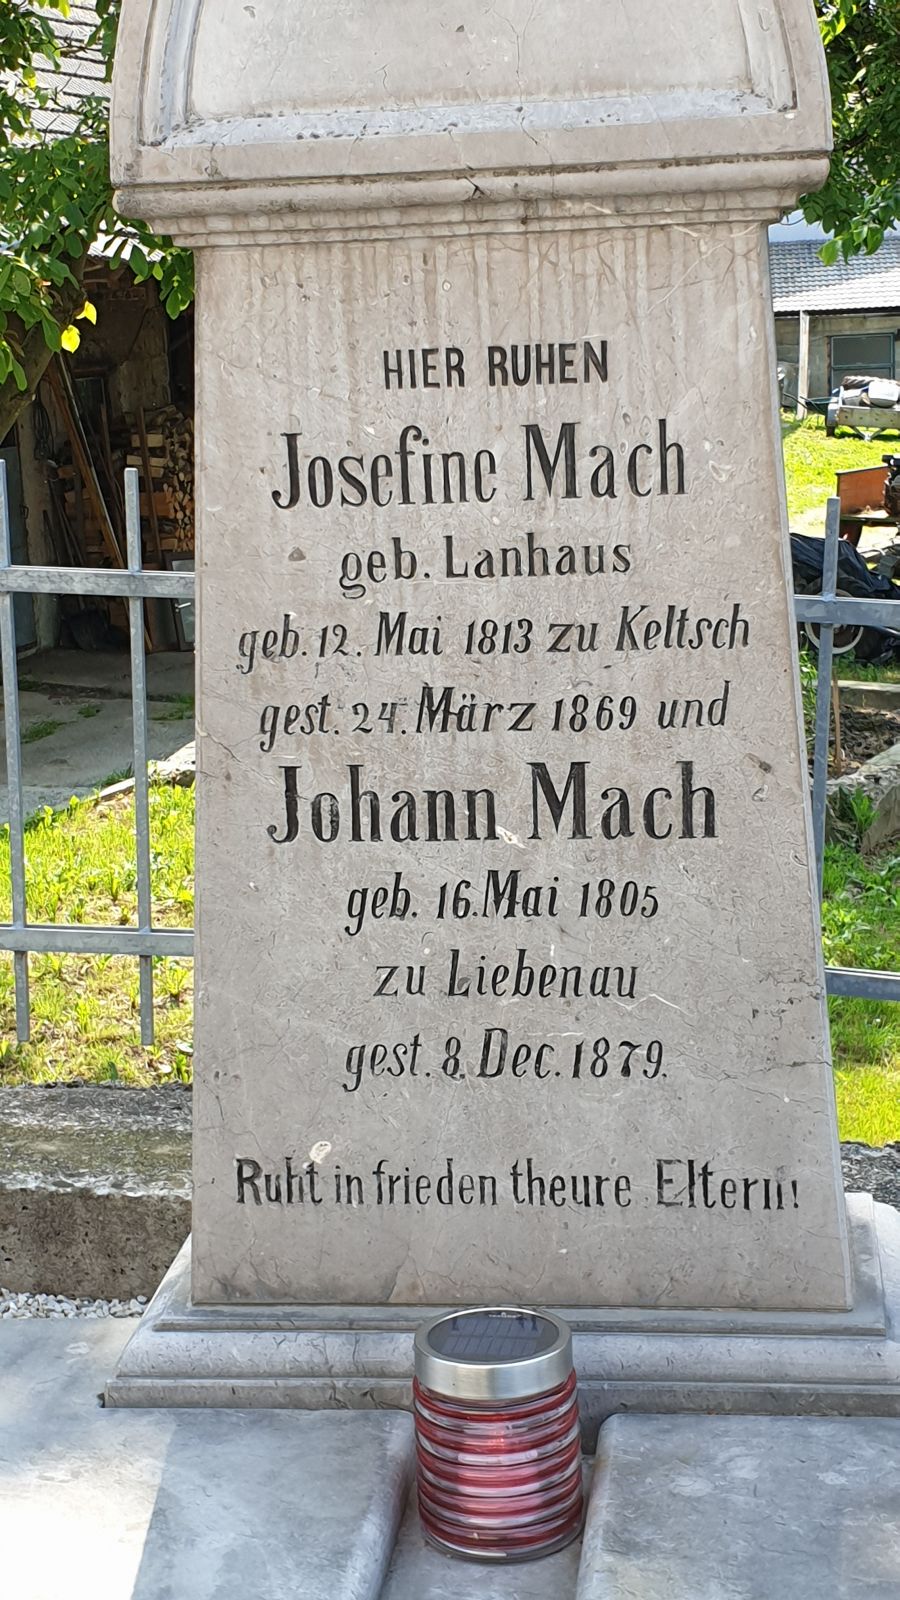 HIER RUHEN
Josefine Mach
geb. Lanhaus
geb. 12. Mai 1813 zu Keltsch
gest. 24. März 1869 und
Johann Mach
geb. 16. Mai 1805
zu Liebenau
gest. 8. Dec. 1879.
Ruht in frieden theure Eltern!